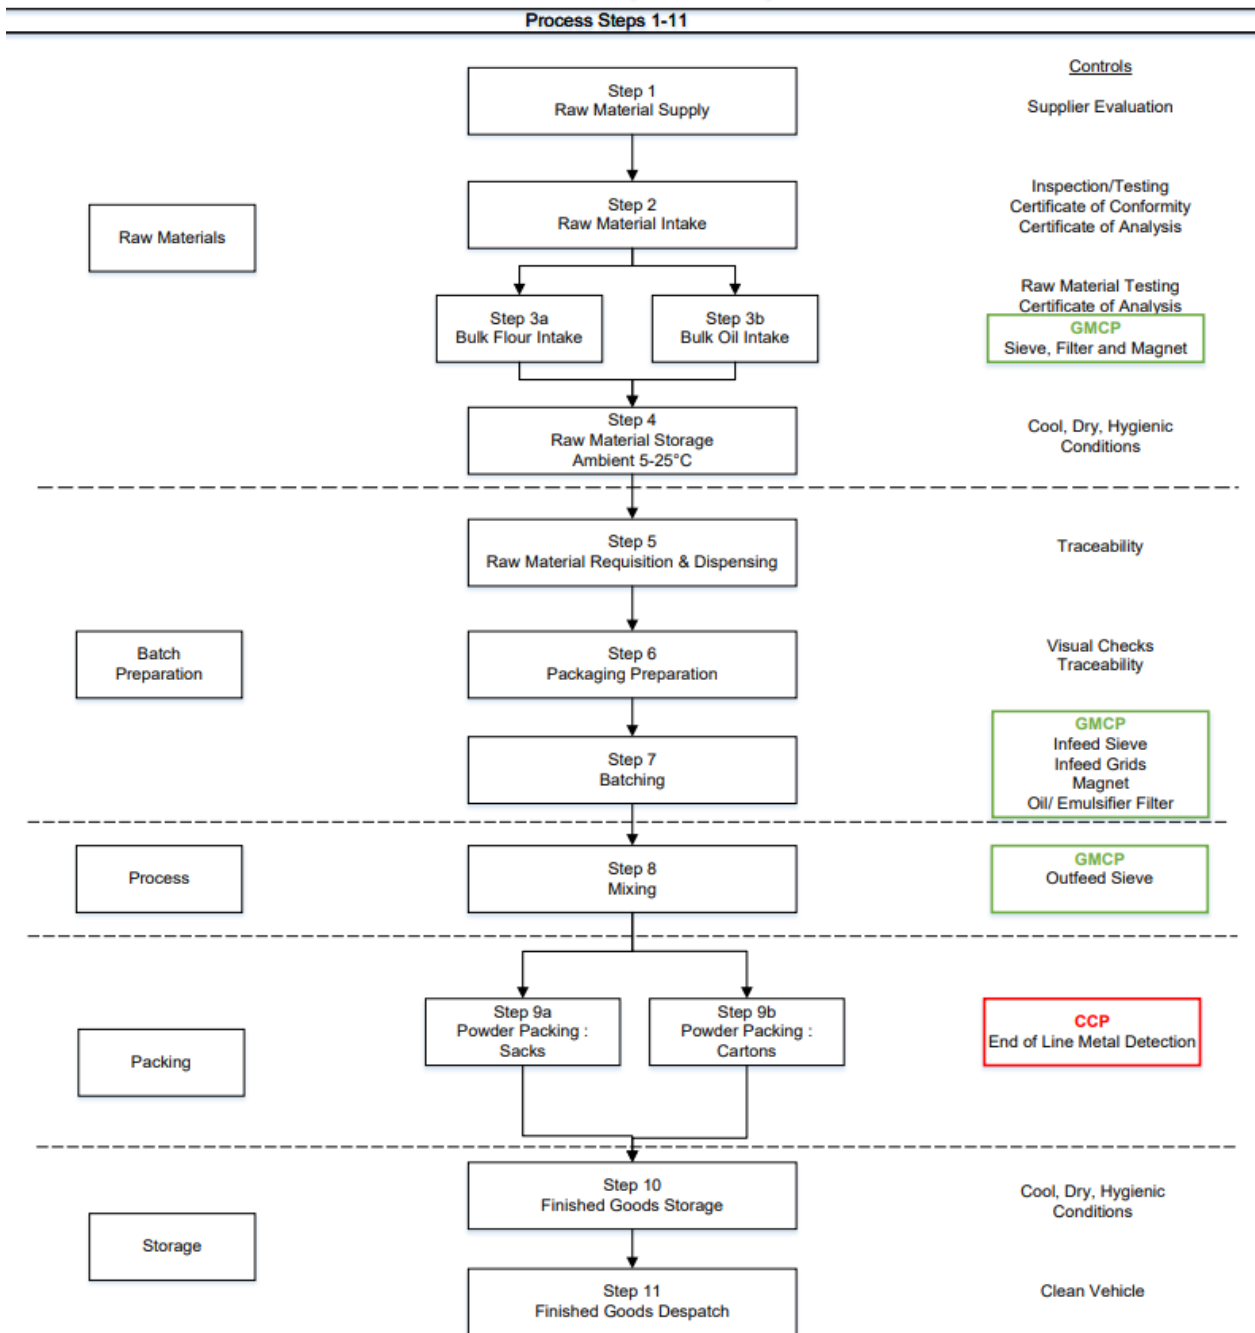 Process Steps 1-11
Controls
Step 1
Raw Material Supply
Supplier Evaluation
Raw Materials
Step 2
Raw Material Intake
Inspection/Testing
Certificate of Conformity
Certificate of Analysis
Step 3a
Bulk Flour Intake
Step 3b
Bulk Oil Intake
Raw Material Testing
Certificate of Analysis
GMCP
Sieve, Filter and Magnet
Step 4
Raw Material Storage
Ambient 5-25°C
Cool, Dry, Hygienic
Conditions
Step 5
Raw Material Requisition & Dispensing
Traceability
Batch
Preparation
Step 6
Packaging Preparation
Visual Checks
Traceability
Step 7
Batching
GMCP
Infeed Sieve
Infeed Grids
Magnet
Oil/ Emulsifier Filter
Process
Step 8
Mixing
GMCP
Outfeed Sieve
Packing
Step 9a
Powder Packing :
Sacks
Step 9b
Powder Packing :
Cartons
CCP
End of Line Metal Detection
Storage
Step 10
Finished Goods Storage
Cool, Dry, Hygienic
Conditions
Step 11
Finished Goods Despatch
Clean Vehicle